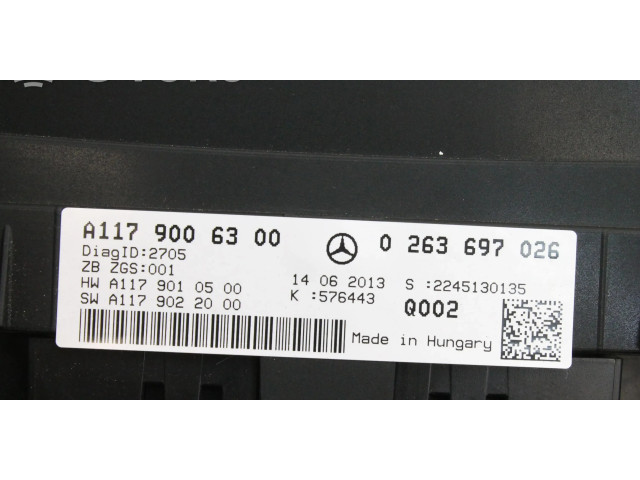 A117 900 63 00
0 263 697 026
DiagID:2705
ZB ZGS:001
HW A117 901 05 00
14 06 2013
S :2245130135
SW A117 902 20 00
K :576443
Q002
Made in Hungary